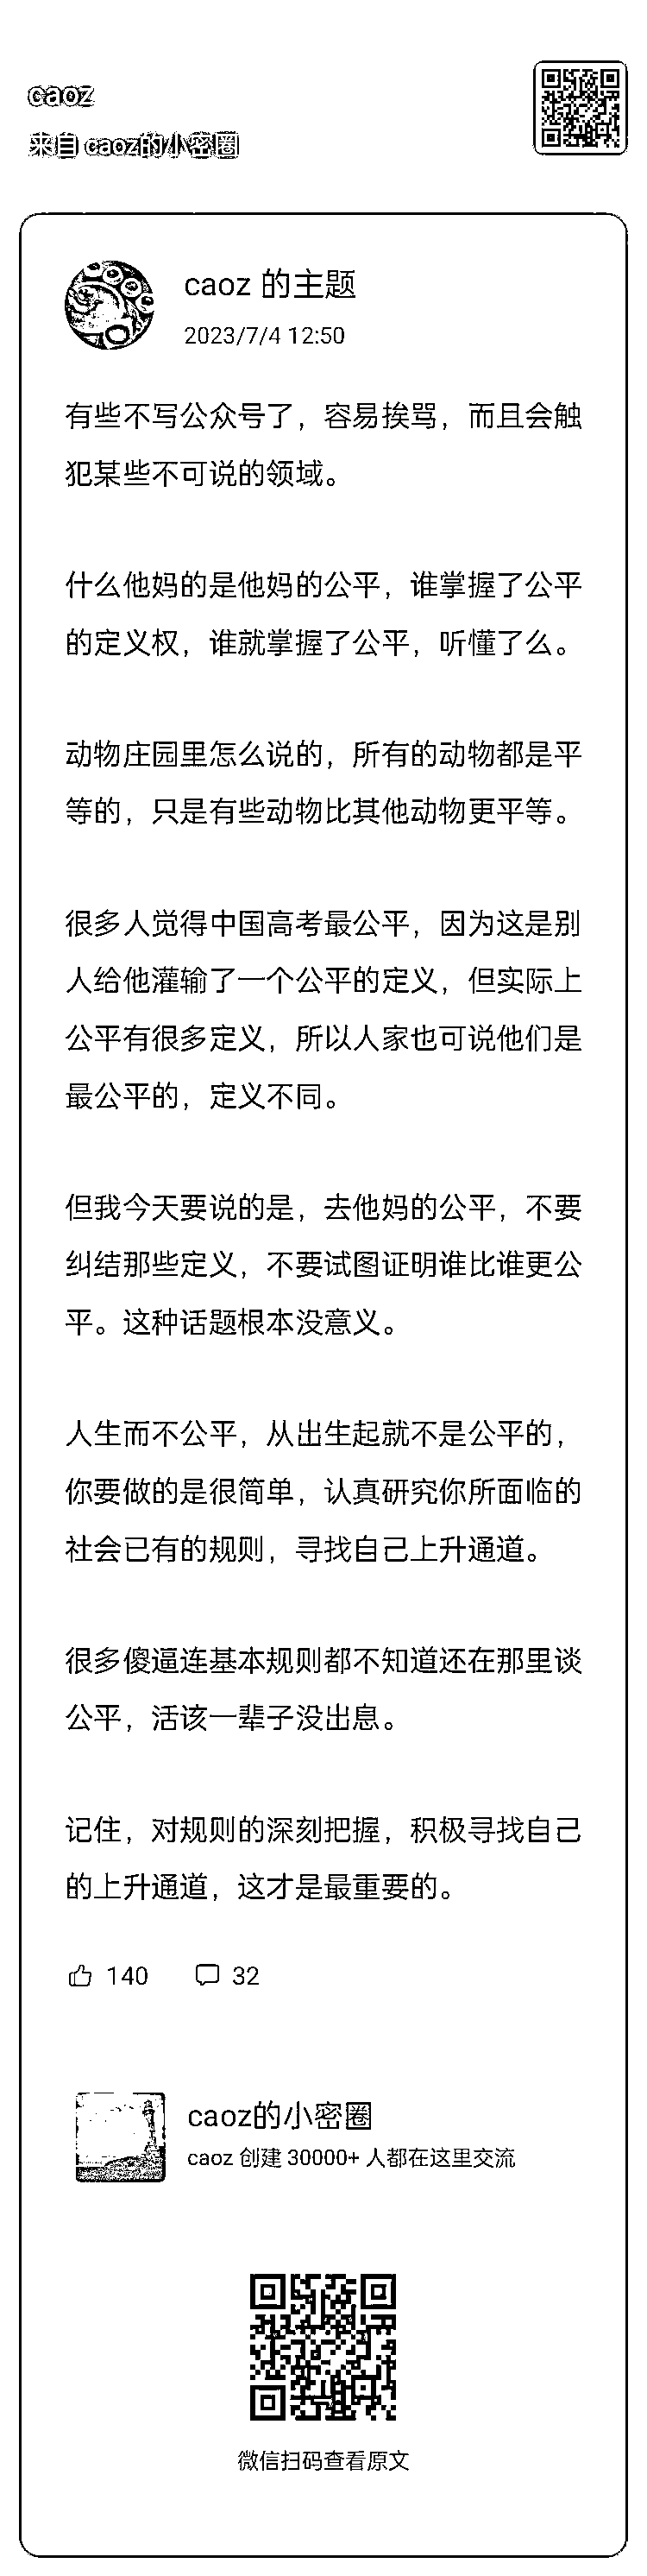 caoz
来自 caoz的小密圈
caoz 的主题
2023/7/4 12:50
有些不写公众号了，容易挨骂，而且会触
犯某些不可说的领域。
什么他妈的是他妈的公平，谁掌握了公平
的定义权，谁就掌握了公平，听懂了么。
动物庄园里怎么说的，所有的动物都是平
等的，只是有些动物比其他动物更平等。
很多人觉得中国高考最公平，因为这是别
人给他灌输了一个公平的定义，但实际上
公平有很多定义，所以人家也可说他们是
最公平的，定义不同。
但我今天要说的是，去他妈的公平，不要
纠结那些定义，不要试图证明谁比谁更公
平。这种话题根本没意义。
人生而不公平，从出生起就不是公平的，
你要做的是很简单，认真研究你所面临的
社会已有的规则，寻找自己上升通道。
很多傻逼连基本规则都不知道还在那里谈
公平，活该一辈子没出息。
记住，对规则的深刻把握，积极寻找自己
的上升通道，这才是最重要的。
140 32
caoz的小密圈
caoz 创建 30000+ 人都在这里交流
微信扫码查看原文